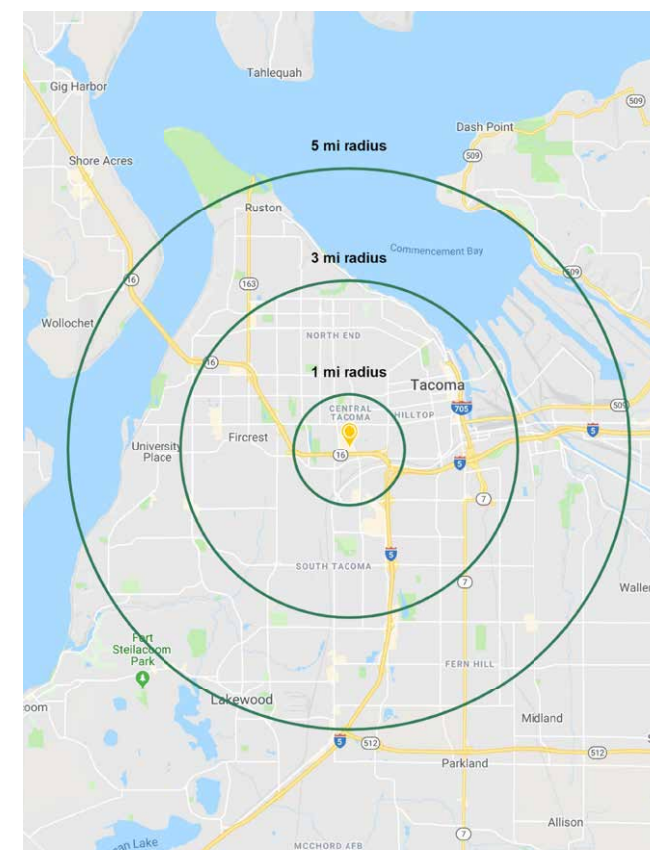 Tahlequah
Gig Harbor
509
Dash Point
5 mi radius
509
Shore Acres
Ruston
Commencement Bay
3 mi radius
509
16
163
Wollochet
NORTH END
16
1 mi radius
Tacoma
CENTRAL
TACOMA
HILLTOP
705
509
5
Fircrest
University
Place
16
5
7
5
SOUTH TACOMA
7
Waller
Fort
Steilacoom
Park
FERN HILL
Lakewood
oom
Midland
5
512
512
S
Parkland
Allison
7
an Lake
MCCHORD AFB